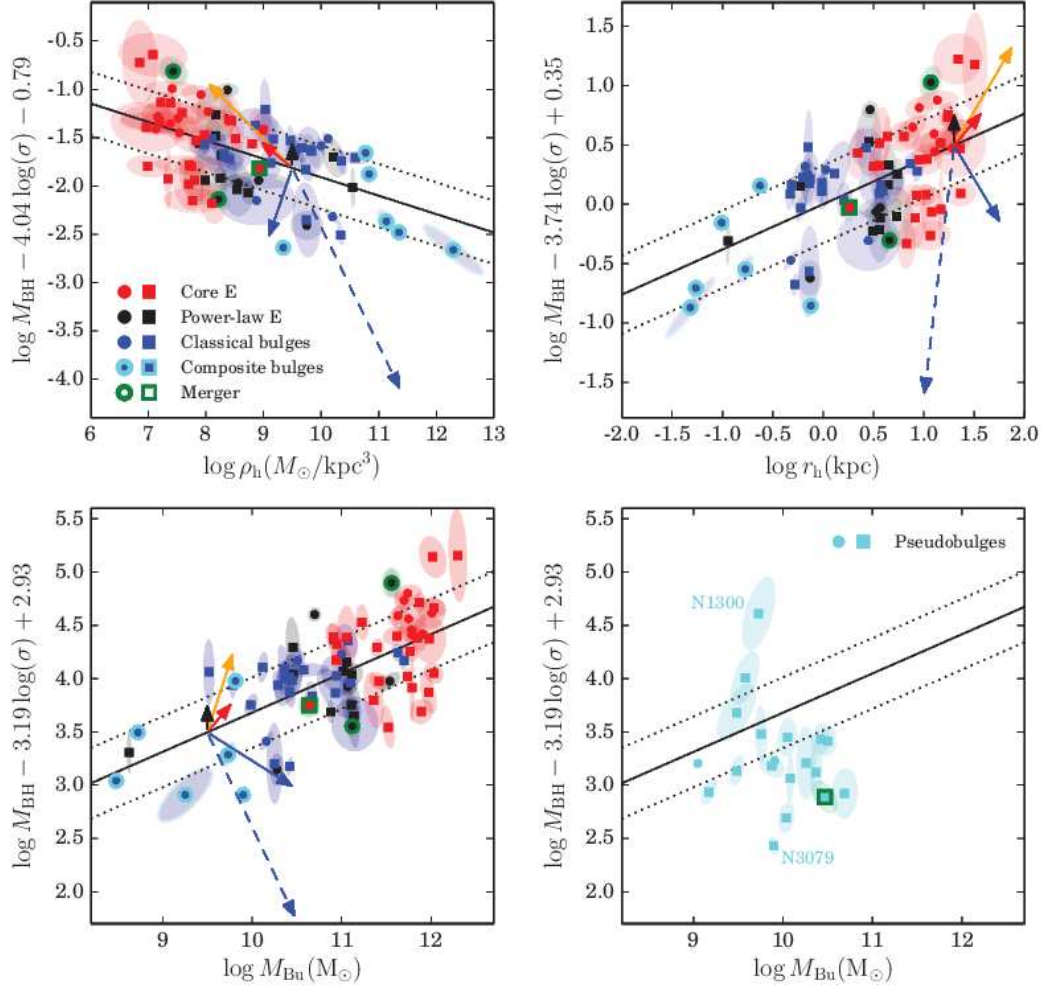 log M_BH − 4.04 log(σ) − 0.79
-0.5
-1.0
-1.5
-2.0
-2.5
-3.0
-3.5
-4.0
Core E
Power-law E
Classical bulges
Composite bulges
Merger
6 7 8 9 10 11 12 13
log ρ_h (M_⊙/kpc^3)
log M_BH − 3.74 log(σ) + 0.35
1.5
1.0
0.5
0.0
-0.5
-1.0
-1.5
-2.0 -1.5 -1.0 -0.5 0.0 0.5 1.0 1.5 2.0
log r_h (kpc)
log M_BH − 3.19 log(σ) + 2.93
5.5
5.0
4.5
4.0
3.5
3.0
2.5
2.0
9 10 11 12
log M_Bu (M_⊙)
log M_BH − 3.19 log(σ) + 2.93
5.5
5.0
4.5
4.0
3.5
3.0
2.5
2.0
Pseudobulges
N1300
N3079
9 10 11 12
log M_Bu (M_⊙)